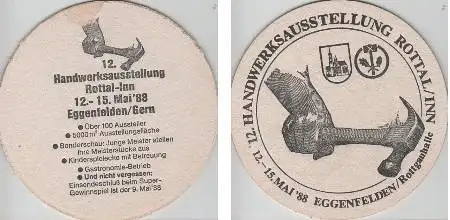 12.
Handwerksausstellung
Rottal-Inn
12.- 15. Mai '88
Eggenfelden/Gern
● Über 100 Aussteller
● 5000 m² Ausstellungsfläche
● Sonderschau: Junge Meister stellen
ihre Meisterstücke aus
● Kinderspielecke mit Betreuung
● Gastronomie-Betrieb
● Und nicht vergessen:
Einsendeschluß beim Super-
Gewinnspiel ist der 9. Mai '88
12. HANDWERKSAUSSTELLUNG ROTTAL/INN
12.-15. MAI '88 EGGENFELDEN/Rottgauhalle